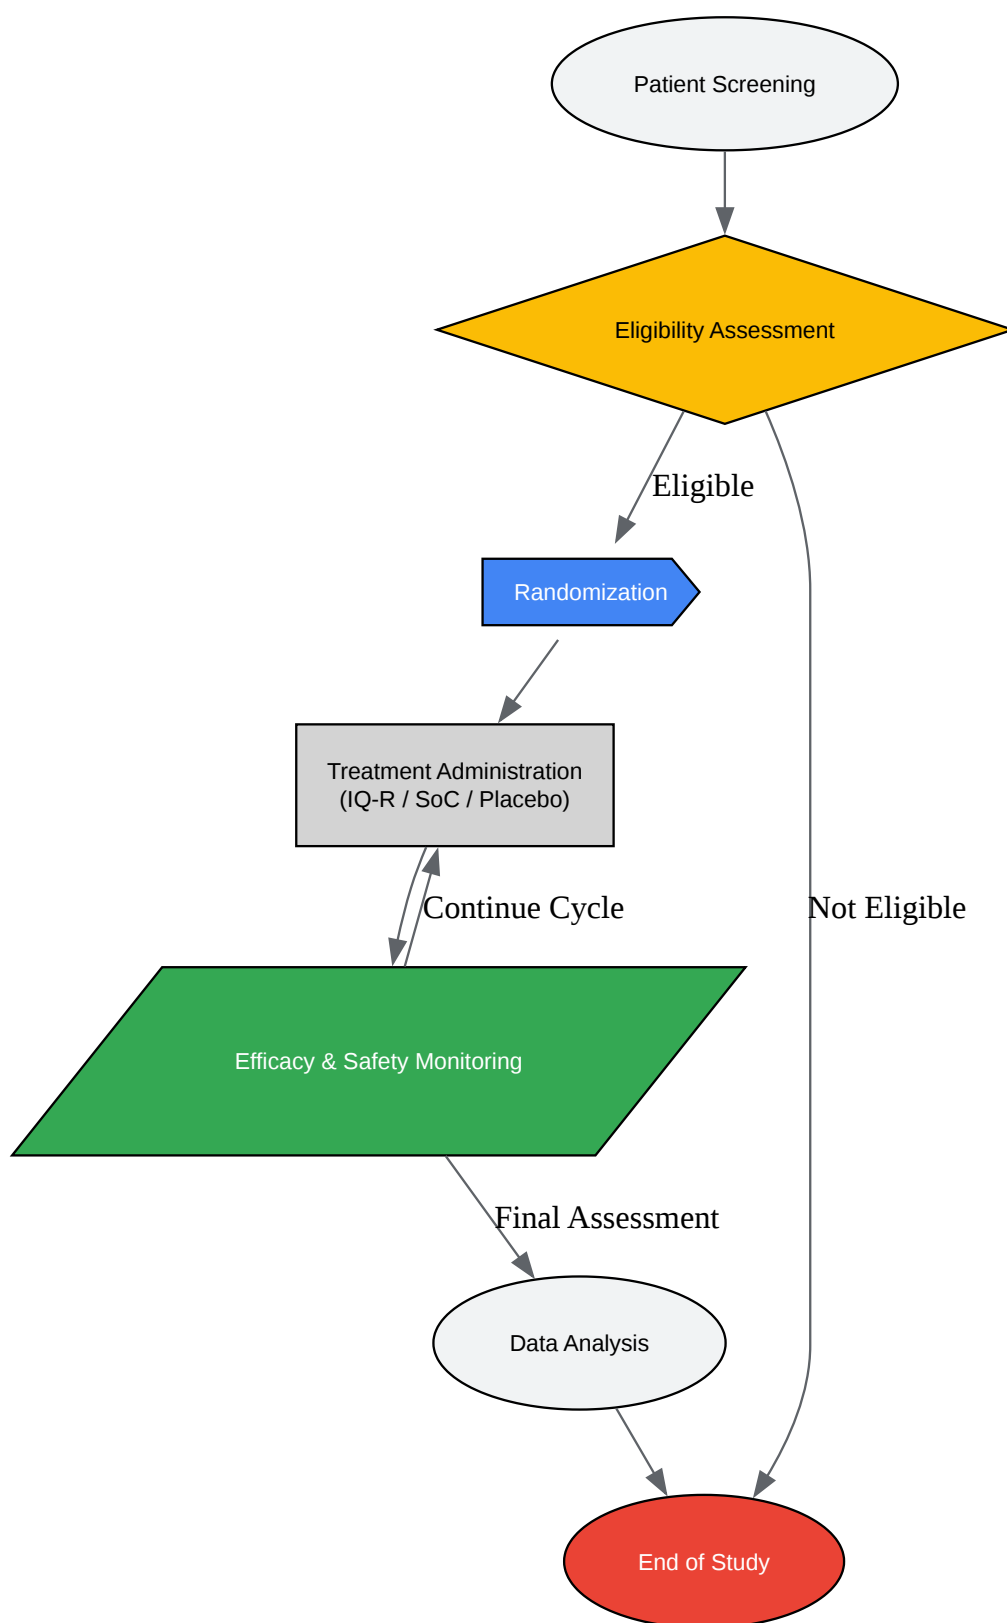 Patient Screening
Eligibility Assessment
Eligible
Randomization
Treatment Administration
(IQ-R / SoC / Placebo)
Continue Cycle
Not Eligible
Efficacy & Safety Monitoring
Final Assessment
Data Analysis
End of Study